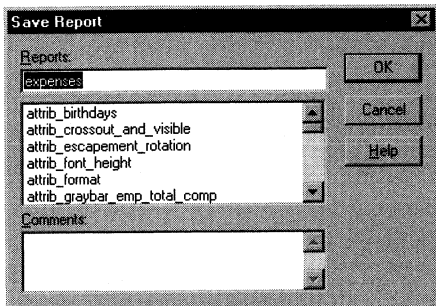 Save Report
Reports:
expenses
OK
attrib_birthdays
attrib_crossout_and_visible
attrib_escapement_rotation
attrib_font_height
attrib_format
attrib_graybar_emp_total_comp
Cancel
Help
Comments: